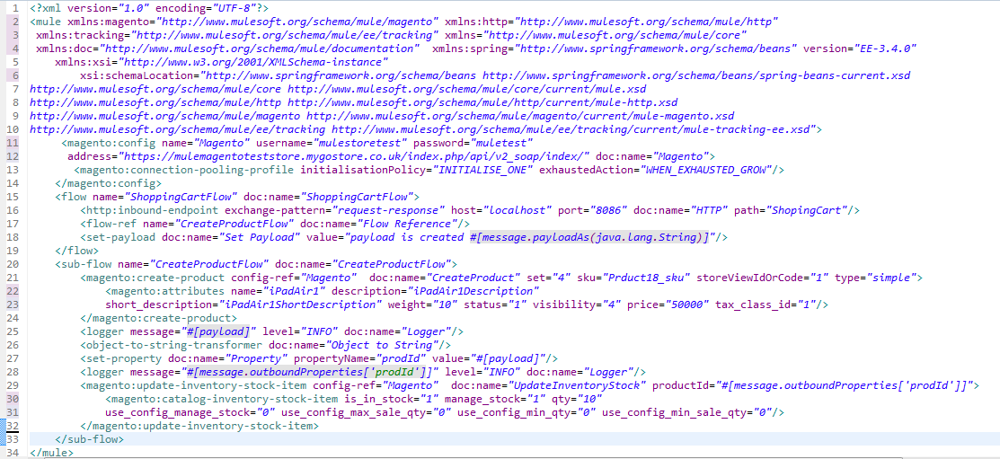 1 <?xml version="1.0" encoding="UTF-8"?>
2 <mule xmlns:magento="http://www.mulesoft.org/schema/mule/magento" xmlns:http="http://www.mulesoft.org/schema/mule/http"
3 xmlns:tracking="http://www.mulesoft.org/schema/mule/ee/tracking" xmlns="http://www.mulesoft.org/schema/mule/core"
4 xmlns:doc="http://www.mulesoft.org/schema/mule/documentation" xmlns:spring="http://www.springframework.org/schema/beans" version="EE-3.4.0"
5 xmlns:xsi="http://www.w3.org/2001/XMLSchema-instance"
6 xsi:schemaLocation="http://www.springframework.org/schema/beans http://www.springframework.org/schema/beans/spring-beans-current.xsd
7 http://www.mulesoft.org/schema/mule/core http://www.mulesoft.org/schema/mule/core/current/mule.xsd
8 http://www.mulesoft.org/schema/mule/http http://www.mulesoft.org/schema/mule/http/current/mule-http.xsd
9 http://www.mulesoft.org/schema/mule/magento http://www.mulesoft.org/schema/mule/magento/current/mule-magento.xsd
10 http://www.mulesoft.org/schema/mule/ee/tracking http://www.mulesoft.org/schema/mule/ee/tracking/current/mule-tracking-ee.xsd">
11 <magento:config name="Magento" username="mulestoretest" password="muletest"
12 address="https://mulemagentoteststore.mygostore.co.uk/index.php/api/v2_soap/index/" doc:name="Magento">
13 <magento:connection-pooling-profile initialisationPolicy="INITIALISE_ONE" exhaustedAction="WHEN_EXHAUSTED_GROW"/>
14 </magento:config>
15 <flow name="ShoppingCartFlow" doc:name="ShoppingCartFlow">
16 <http:inbound-endpoint exchange-pattern="request-response" host="localhost" port="8086" doc:name="HTTP" path="ShopingCart"/>
17 <flow-ref name="CreateProductFlow" doc:name="Flow Reference"/>
18 <set-payload doc:name="Set Payload" value="payload is created #[message.payloadAs(java.lang.String)]"/>
19 </flow>
20 <sub-flow name="CreateProductFlow" doc:name="CreateProductFlow">
21 <magento:create-product config-ref="Magento" doc:name="CreateProduct" set="4" sku="Prduct18_sku" storeViewIdOrCode="1" type="simple">
22 <magento:attributes name="iPadAir1" description="iPadAir1Description"
23 short_description="iPadAir1ShortDescription" weight="10" status="1" visibility="4" price="50000" tax_class_id="1"/>
24 </magento:create-product>
25 <logger message="#[payload]" level="INFO" doc:name="Logger"/>
26 <object-to-string-transformer doc:name="Object to String"/>
27 <set-property doc:name="Property" propertyName="prodId" value="#[payload]"/>
28 <logger message="#[message.outboundProperties['prodId']]" level="INFO" doc:name="Logger"/>
29 <magento:update-inventory-stock-item config-ref="Magento" doc:name="UpdateInventoryStock" productId="#[message.outboundProperties['prodId']]">
30 <magento:catalog-inventory-stock-item is_in_stock="1" manage_stock="1" qty="10"
31 use_config_manage_stock="0" use_config_max_sale_qty="0" use_config_min_qty="0" use_config_min_sale_qty="0"/>
32 </magento:update-inventory-stock-item>
33 </sub-flow>
34 </mule>